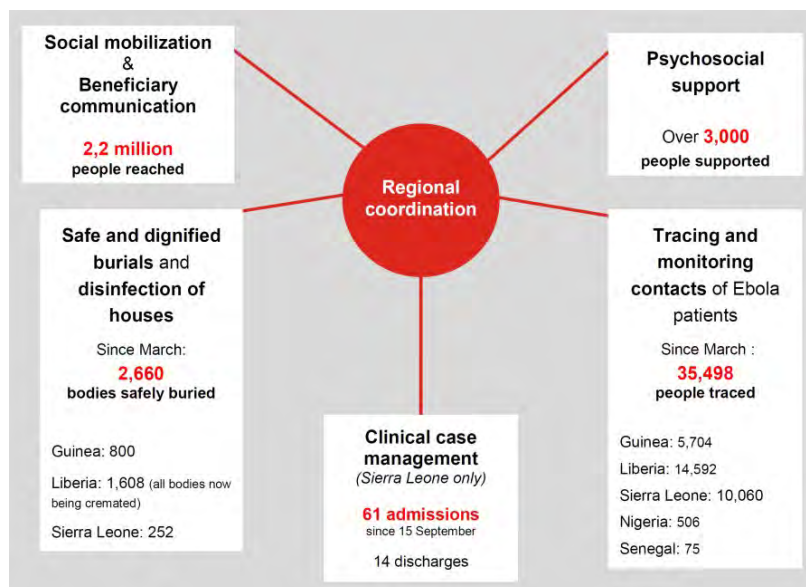 Social mobilization
&
Beneficiary
communication
2,2 million
people reached
Psychosocial
support
Over 3,000
people supported
Regional
coordination
Safe and dignified
burials and
disinfection of
houses
Since March:
2,660
bodies safely buried
Guinea: 800
Liberia: 1,608 (all bodies now
being cremated)
Sierra Leone: 252
Clinical case
management
(Sierra Leone only)
61 admissions
since 15 September
14 discharges
Tracing and
monitoring
contacts of Ebola
patients
Since March :
35,498
people traced
Guinea: 5,704
Liberia: 14,592
Sierra Leone: 10,060
Nigeria: 506
Senegal: 75